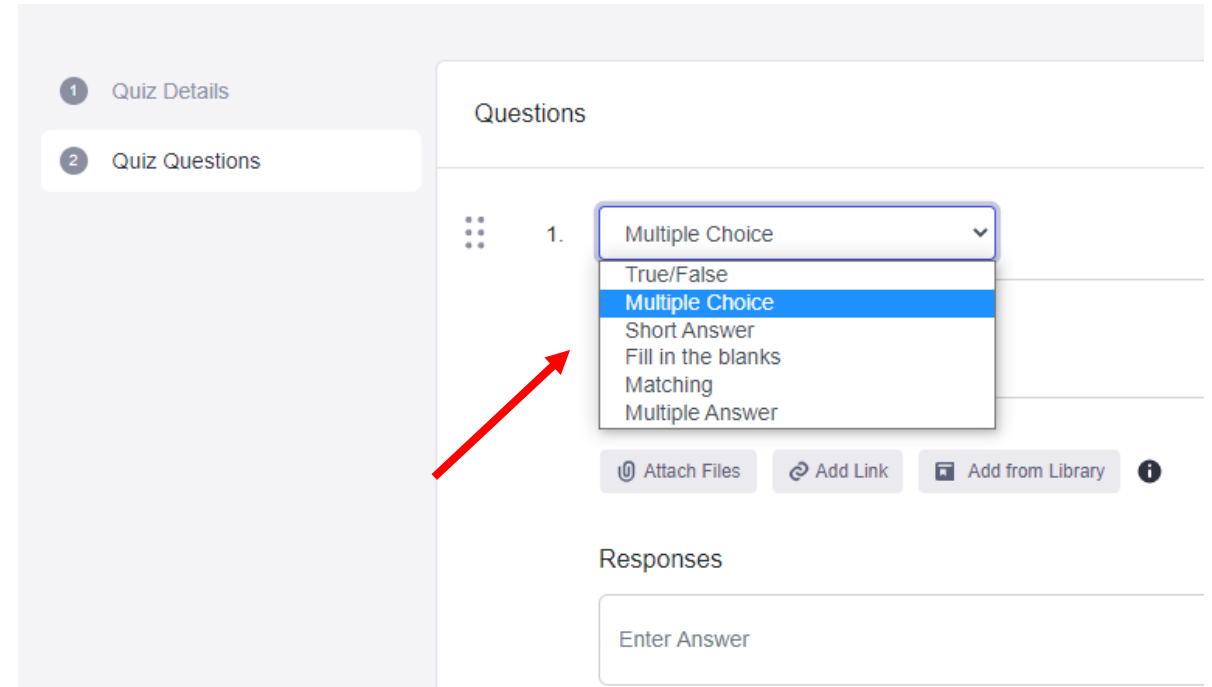 1 Quiz Details
2 Quiz Questions
Questions
1. Multiple Choice
True/False
Multiple Choice
Short Answer
Fill in the blanks
Matching
Multiple Answer
Attach Files Add Link Add from Library
Responses
Enter Answer